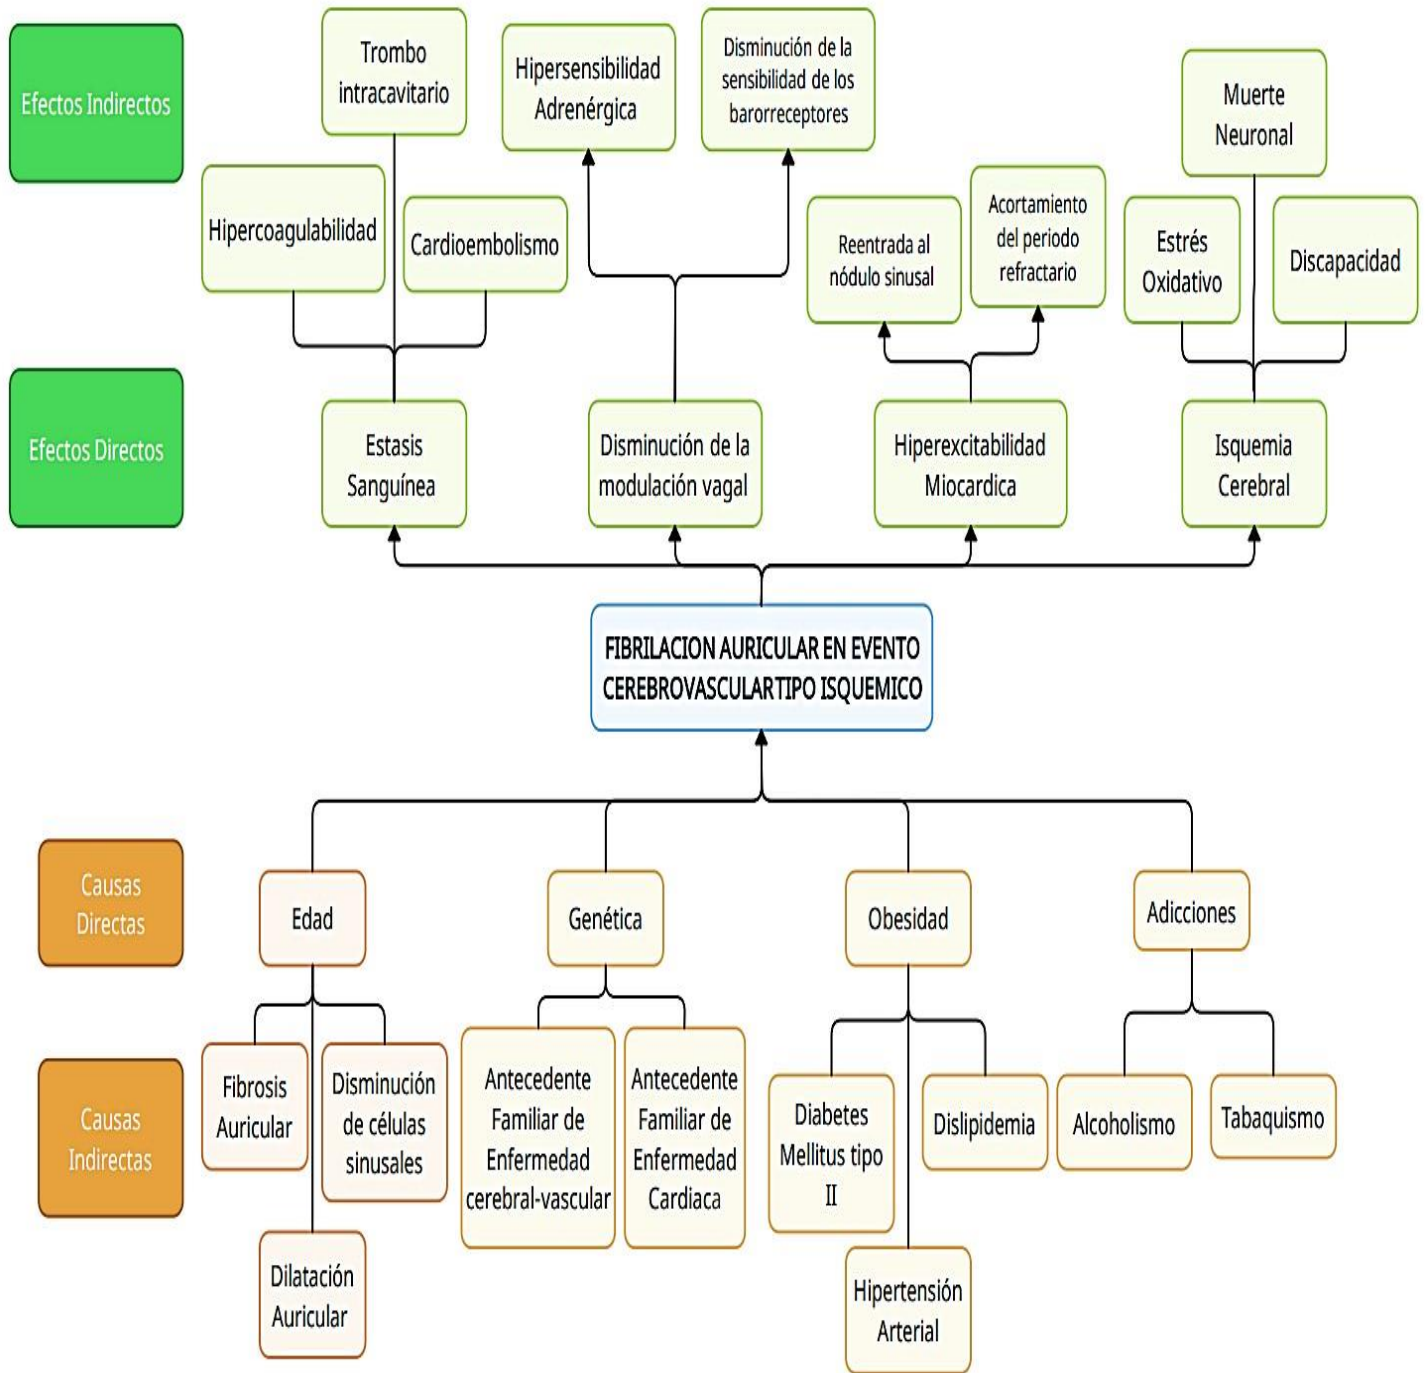 Efectos Indirectos
Trombo
intracavitario
Hipersensibilidad
Adrenérgica
Disminución de la
sensibilidad de los
barorreceptores
Muerte
Neuronal
Hipercoagulabilidad
Cardioembolismo
Reentrada al
nódulo sinusal
Acortamiento
del periodo
refractario
Estrés
Oxidativo
Discapacidad
Efectos Directos
Estasis
Sanguínea
Disminución de la
modulación vagal
Hiperexcitabilidad
Miocardica
Isquemia
Cerebral
FIBRILACION AURICULAR EN EVENTO
CEREBROVASCULARTIPO ISQUEMICO
Causas
Directas
Edad
Genética
Obesidad
Adicciones
Causas
Indirectas
Fibrosis
Auricular
Disminución
de células
sinusales
Antecedente
Familiar de
Enfermedad
cerebral-vascular
Antecedente
Familiar de
Enfermedad
Cardiaca
Diabetes
Mellitus tipo
II
Dislipidemia
Alcoholismo
Tabaquismo
Dilatación
Auricular
Hipertensión
Arterial